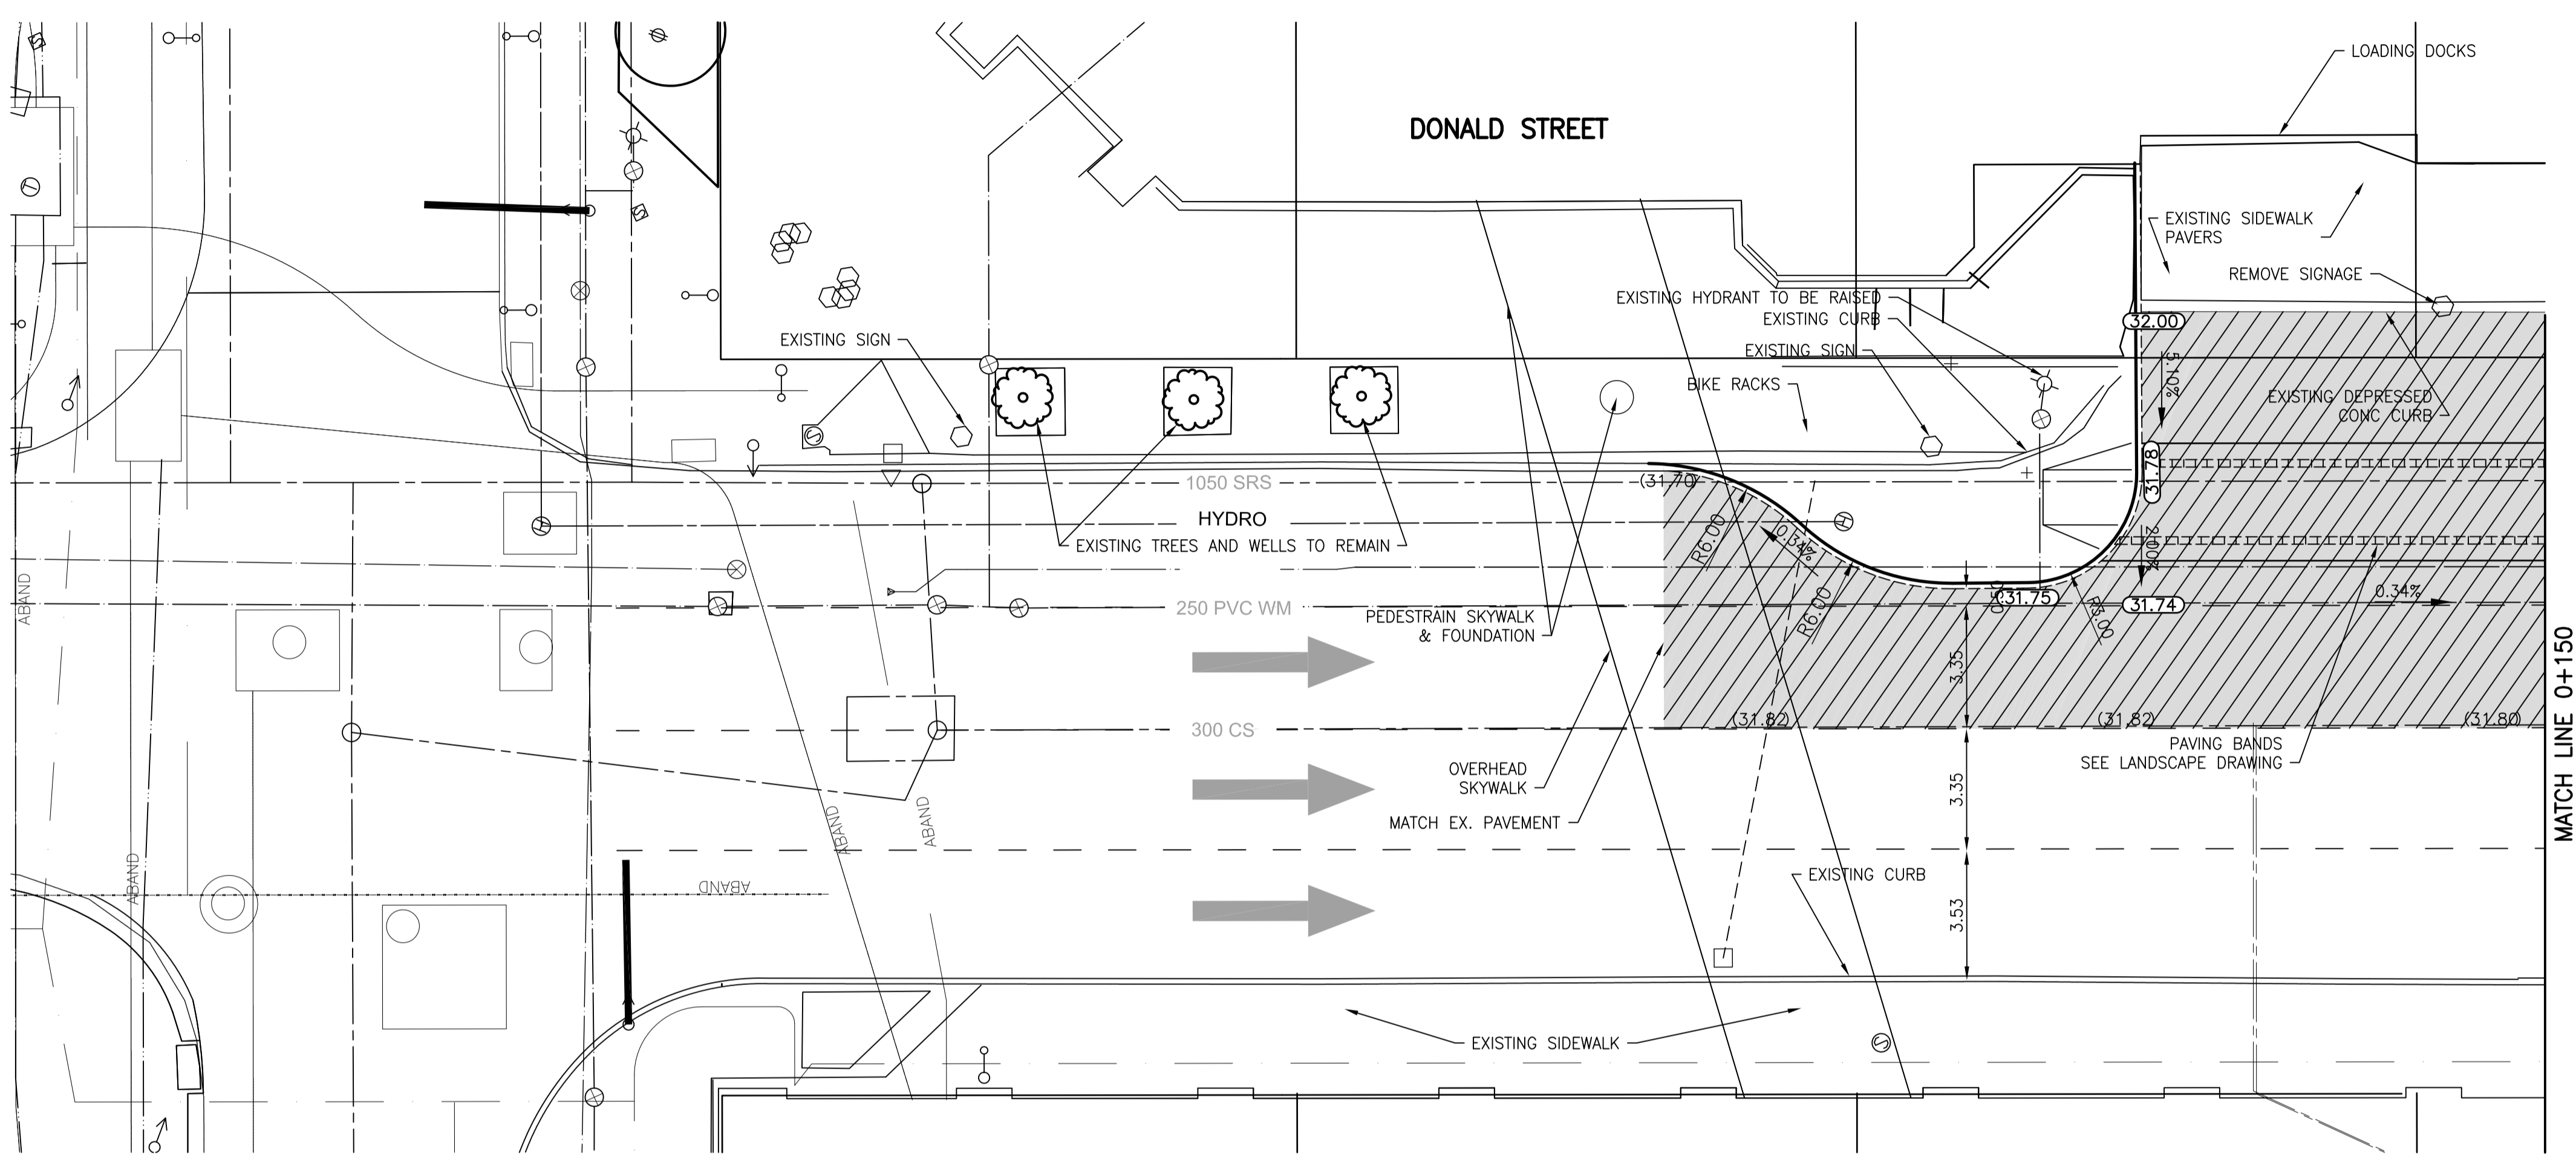 DONALD STREET
LOADING DOCKS
EXISTING SIDEWALK
PAVERS
REMOVE SIGNAGE
EXISTING HYDRANT TO BE RAISED
EXISTING CURB
32.00
EXISTING SIGN
EXISTING SIGN
BIKE RACKS
5.10%
EXISTING DEPRESSED
CONC CURB
31.78
1050 SRS
(31.70)
HYDRO
R6.00
0.34%
2.00%
EXISTING TREES AND WELLS TO REMAIN
ABAND
250 PVC WM
R6.00
0.50
31.75
R3.00
31.74
0.34%
PEDESTRAIN SKYWALK
& FOUNDATION
3.35
MATCH LINE 0+150
300 CS
(31.82)
(31.82)
(31.80)
PAVING BANDS
SEE LANDSCAPE DRAWING
OVERHEAD
SKYWALK
3.35
MATCH EX. PAVEMENT
ABAND
ABAND
ABAND
ABAND
EXISTING CURB
3.53
EXISTING SIDEWALK
S
S
S
S
T
H
H
S